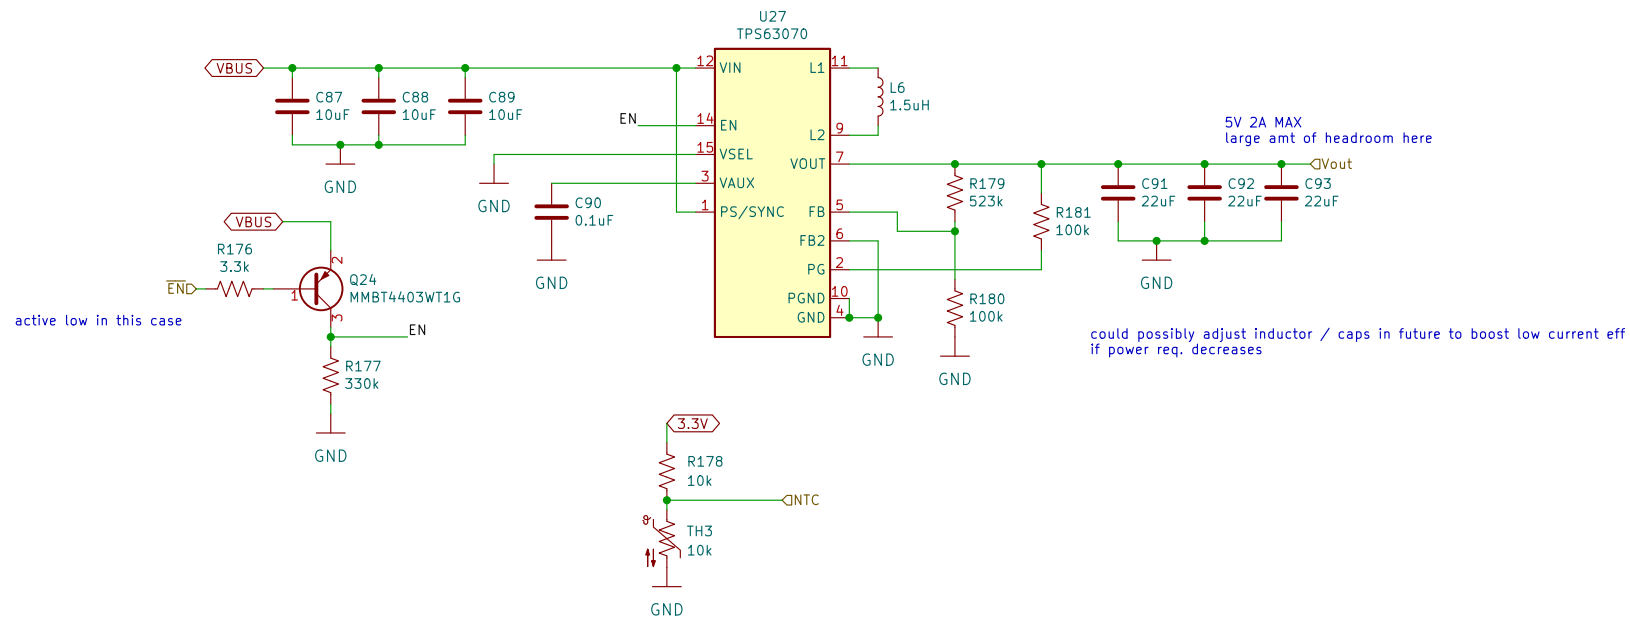 U27
TPS63070
VBUS
12
VIN
L1
11
C87
10uF
C88
10uF
C89
10uF
L6
1.5uH
EN
14
EN
L2
9
5V 2A MAX
large amt of headroom here
15
VSEL
VOUT
7
Vout
GND
GND
3
VAUX
C90
0.1uF
R179
523k
C91
22uF
C92
22uF
C93
22uF
1
PS/SYNC
FB
5
R181
100k
VBUS
FB2
6
R176
3.3k
2
PG
2
GND
GND
EN
1
Q24
MMBT4403WT1G
PGND
10
R180
100k
active low in this case
3
GND
4
EN
could possibly adjust inductor / caps in future to boost low current eff
if power req. decreases
GND
R177
330k
GND
GND
3.3V
R178
10k
NTC
TH3
10k
GND